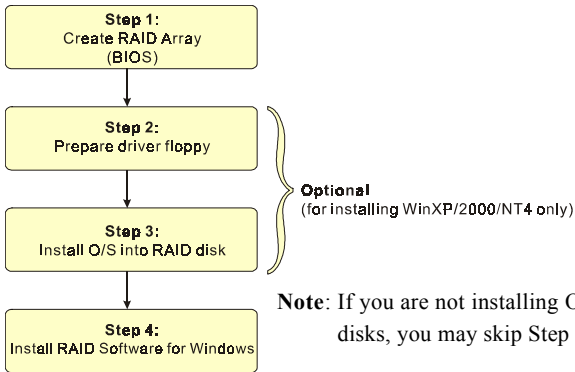 Step 1:
Create RAID Array
(BIOS)
Step 2:
Prepare driver floppy
Optional
(for installing WinXP/2000/NT4 only)
Step 3:
Install O/S into RAID disk
Note: If you are not installing
disks, you may skip Step
Step 4:
Install RAID Software for Windows